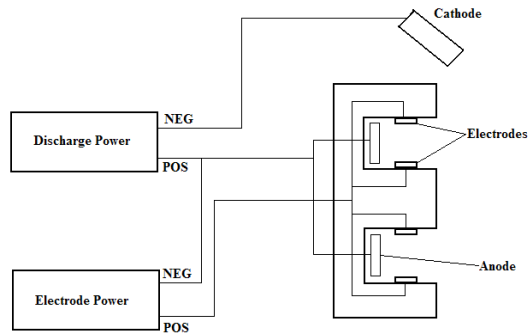 Cathode
NEG
Discharge Power
Electrodes
POS
Anode
NEG
Electrode Power
POS